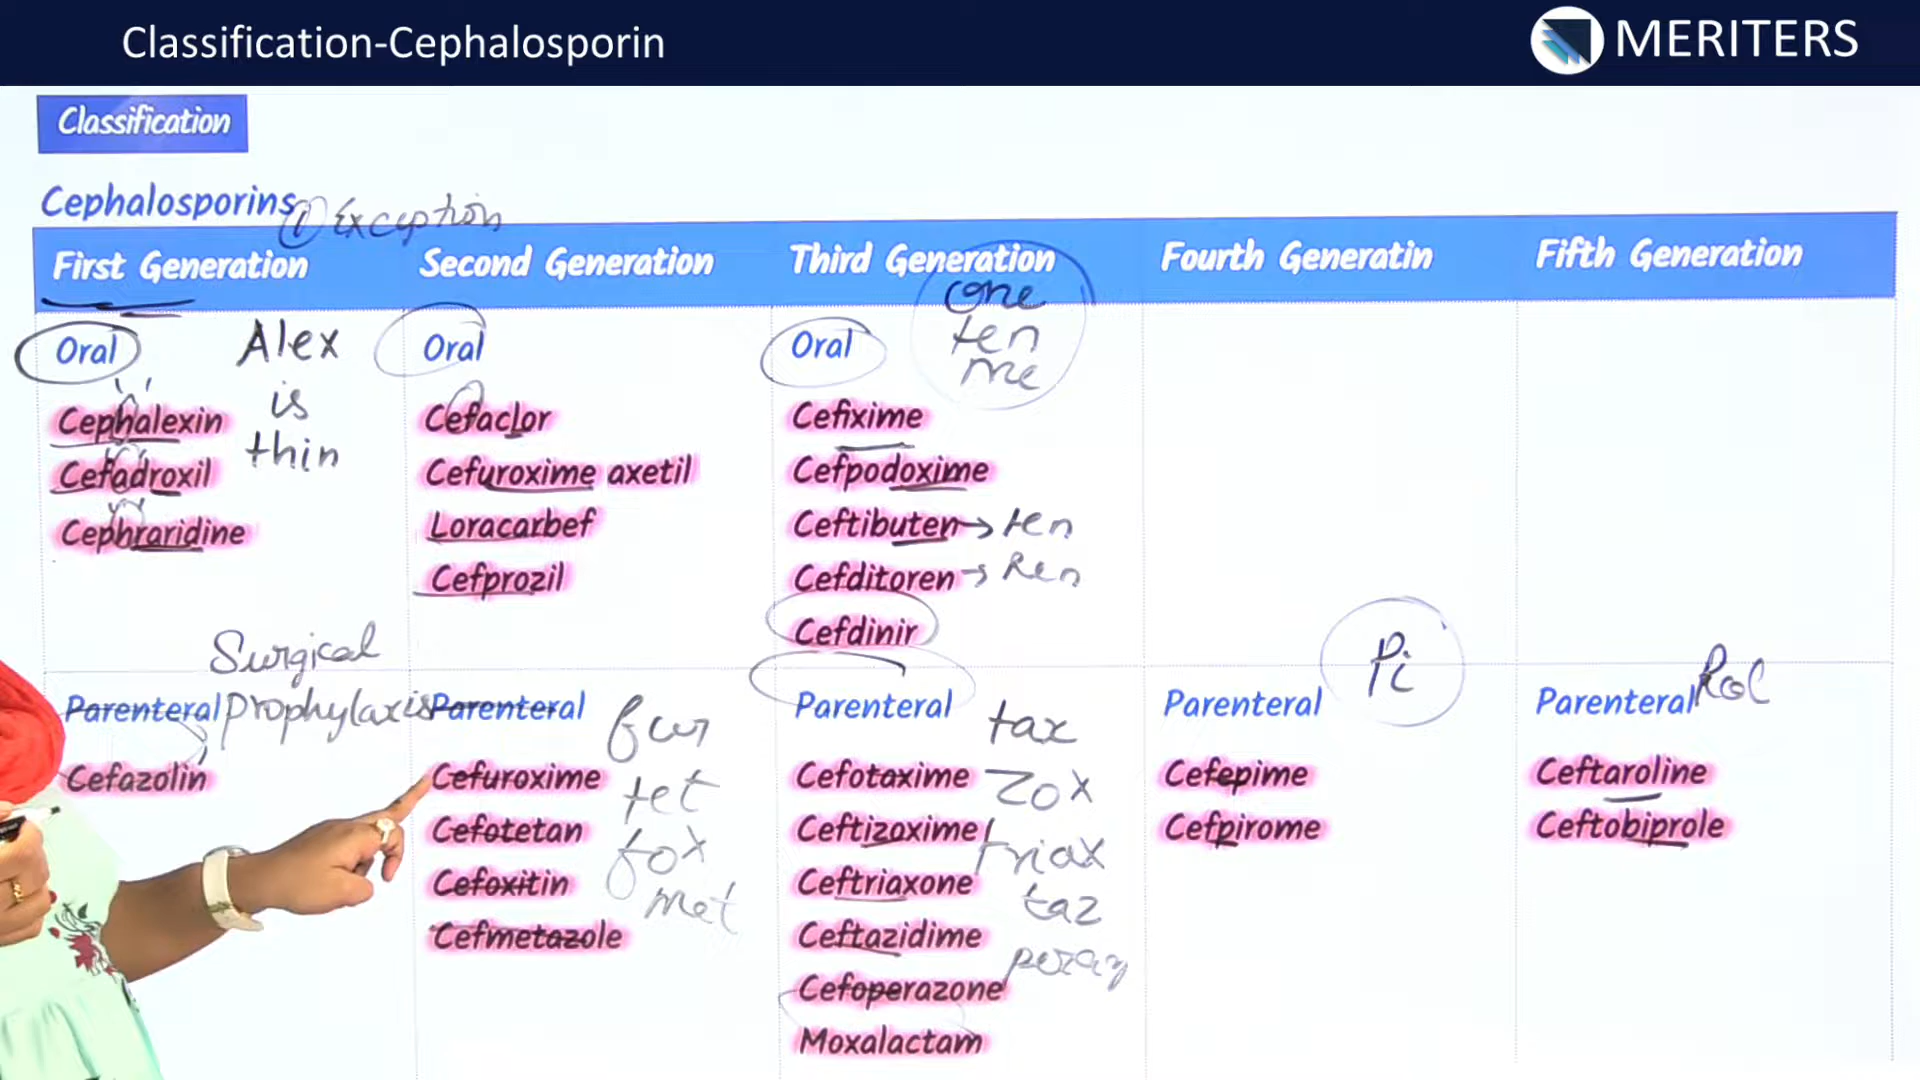 Classification-Cephalosporin
MERITERS
Classification
Cephalosporins
① Exception
First Generation
Second Generation
Third Generation
Fourth Generatin
Fifth Generation
one
ten
me
Oral
Alex
is
thin
Cephalexin
Cefadroxil
Cephraridine
Oral
Cefaclor
Cefuroxime axetil
Loracarbef
Cefprozil
Oral
Cefixime
Cefpodoxime
Ceftibuten → ten
Cefditoren → Ren
Cefdinir
Surgical
prophylaxis
Parenteral
Cefazolin
Parenteral
Cefuroxime
Cefotetan
Cefoxitin
Cefmetazole
fur
tet
fox
met
Parenteral
Cefotaxime
Ceftizoxime
Ceftriaxone
Ceftazidime
Cefoperazone
Moxalactam
tax
Zox
triax
taz
Pi
Parenteral
Cefepime
Cefpirome
Rol
Parenteral
Ceftaroline
Ceftobiprole